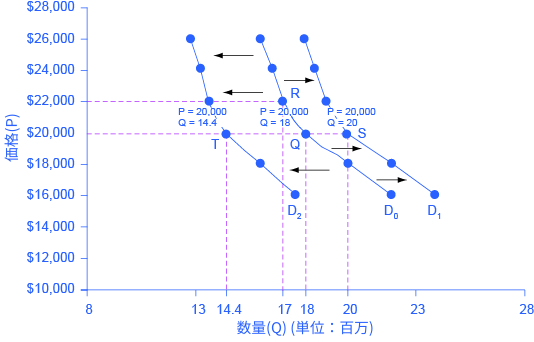 $28,000
$26,000
$24,000
$22,000
$20,000
$18,000
$16,000
$14,000
$12,000
$10,000
価格(P)
R
P = 20,000
Q = 14.4
P = 20,000
Q = 18
P = 20,000
Q = 20
T
Q
S
D2
D0
D1
8
13
14.4
17
18
20
23
28
数量(Q) (単位：百万)